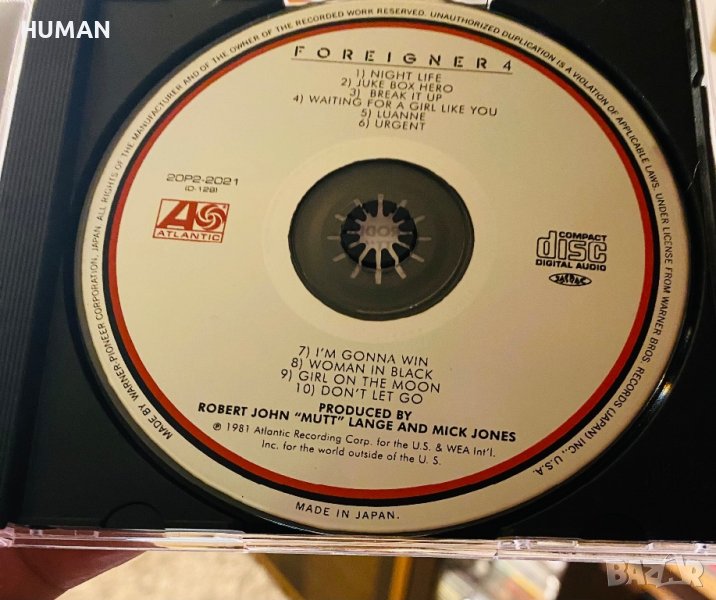 HUMAN
MADE BY WARNER-PIONEER CORPORATION, JAPAN. ALL RIGHTS OF THE MANUFACTURER AND OF THE OWNER OF THE RECORDED WORK RESERVED. UNAUTHORIZED DUPLICATION IS A VIOLATION OF APPLICABLE LAWS. UNDER LICENSE FROM WARNER BROS. RECORDS (JAPAN) INC., U.S.A.
FOREIGNER 4
1) NIGHT LIFE
2) JUKE BOX HERO
3) BREAK IT UP
4) WAITING FOR A GIRL LIKE YOU
5) LUANNE
6) URGENT
20P2-2021
(D-128)
ATLANTIC
COMPACT
disc
DIGITAL AUDIO
7) I'M GONNA WIN
8) WOMAN IN BLACK
9) GIRL ON THE MOON
10) DON'T LET GO
PRODUCED BY
ROBERT JOHN "MUTT" LANGE AND MICK JONES
℗ 1981 Atlantic Recording Corp. for the U.S. & WEA Int'l.
Inc. for the world outside of the U. S.
MADE IN JAPAN.
BAZAR